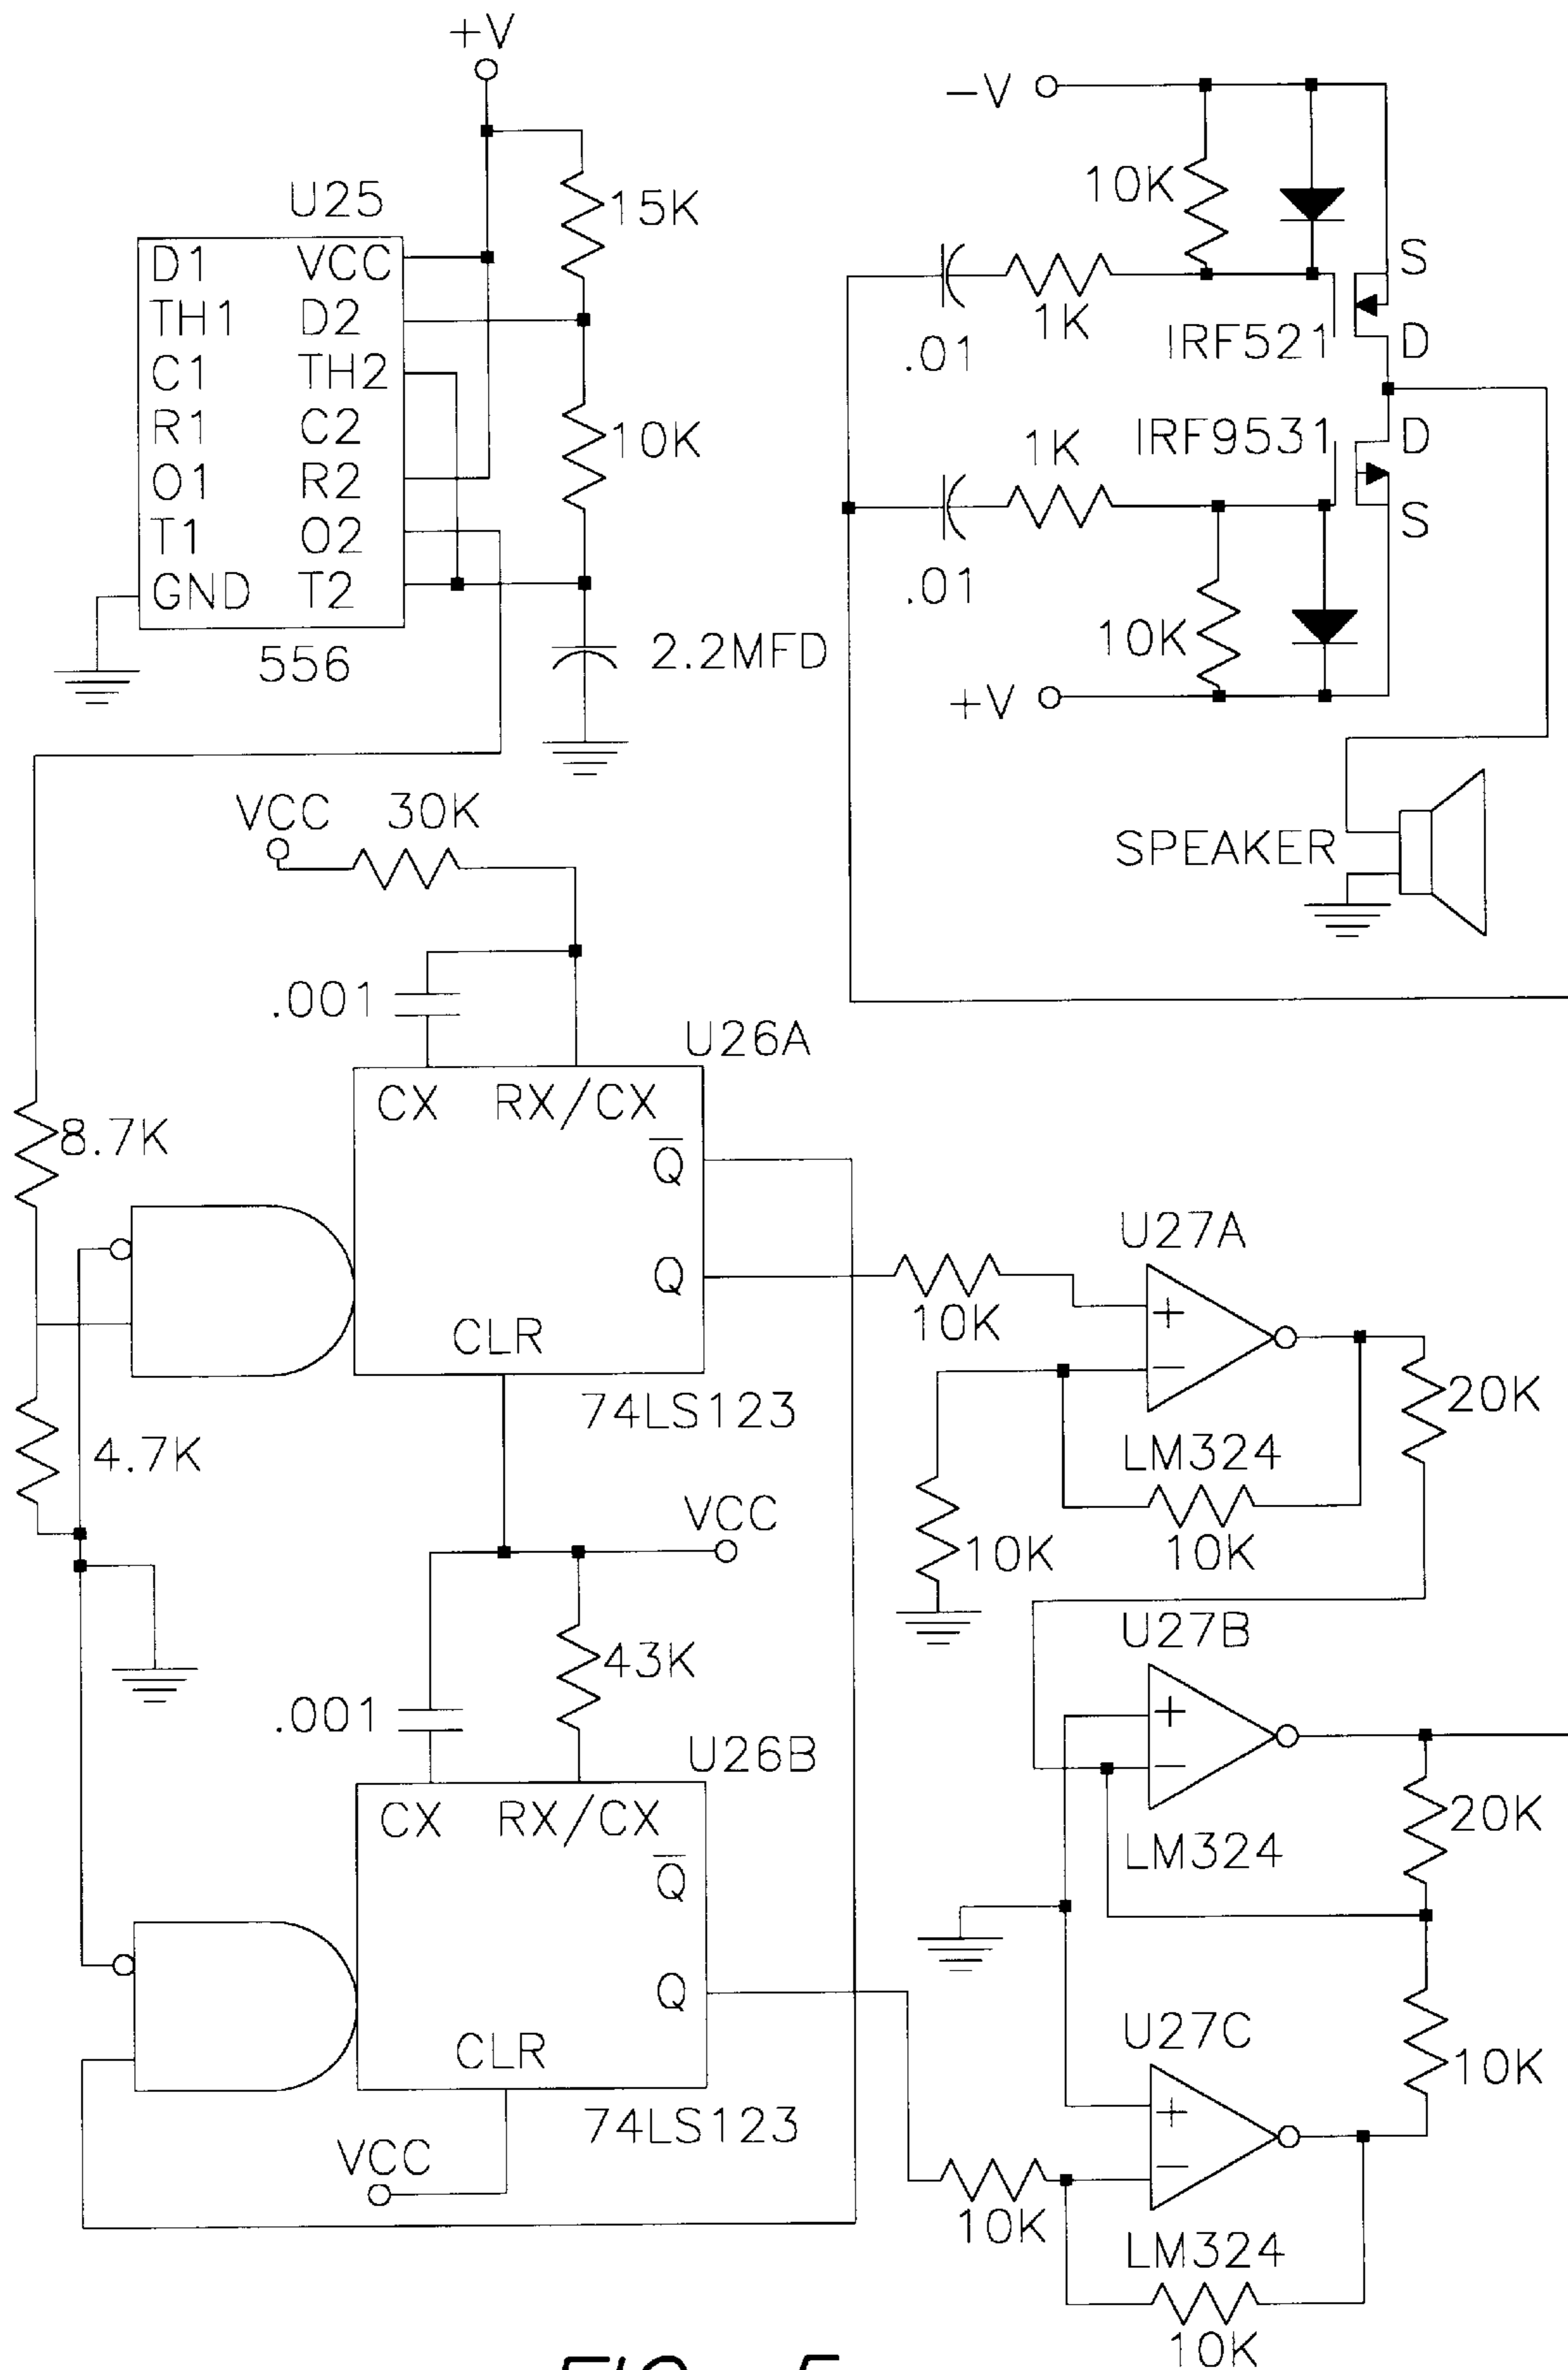 +V
15K
U25
D1 VCC
TH1 D2
C1 TH2
R1 C2
O1 R2
T1 O2
GND T2
556
10K
2.2MFD
-V
10K
.01
1K
IRF521
S
D
1K
IRF9531
D
S
.01
10K
+V
SPEAKER
VCC
30K
.001
U26A
CX RX/CX
Q
Q
CLR
74LS123
8.7K
4.7K
VCC
.001
43K
U26B
CX RX/CX
Q
Q
CLR
74LS123
VCC
U27A
10K
+
-
20K
LM324
10K
10K
U27B
+
-
20K
LM324
U27C
10K
+
-
10K
LM324
10K